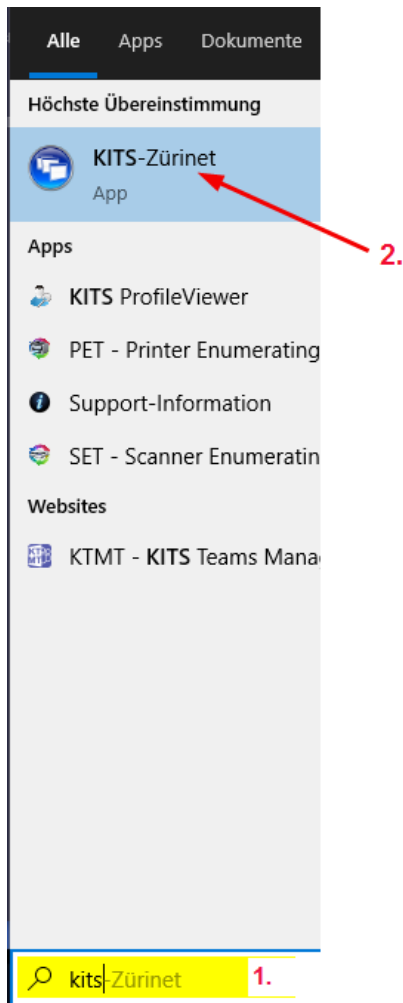 Alle Apps Dokumente
Höchste Übereinstimmung
KITS-Zürinet
App
2.
Apps
KITS ProfileViewer
PET - Printer Enumerating
Support-Information
SET - Scanner Enumeratin
Websites
KTMT - KITS Teams Mana
kits-Zürinet 1.